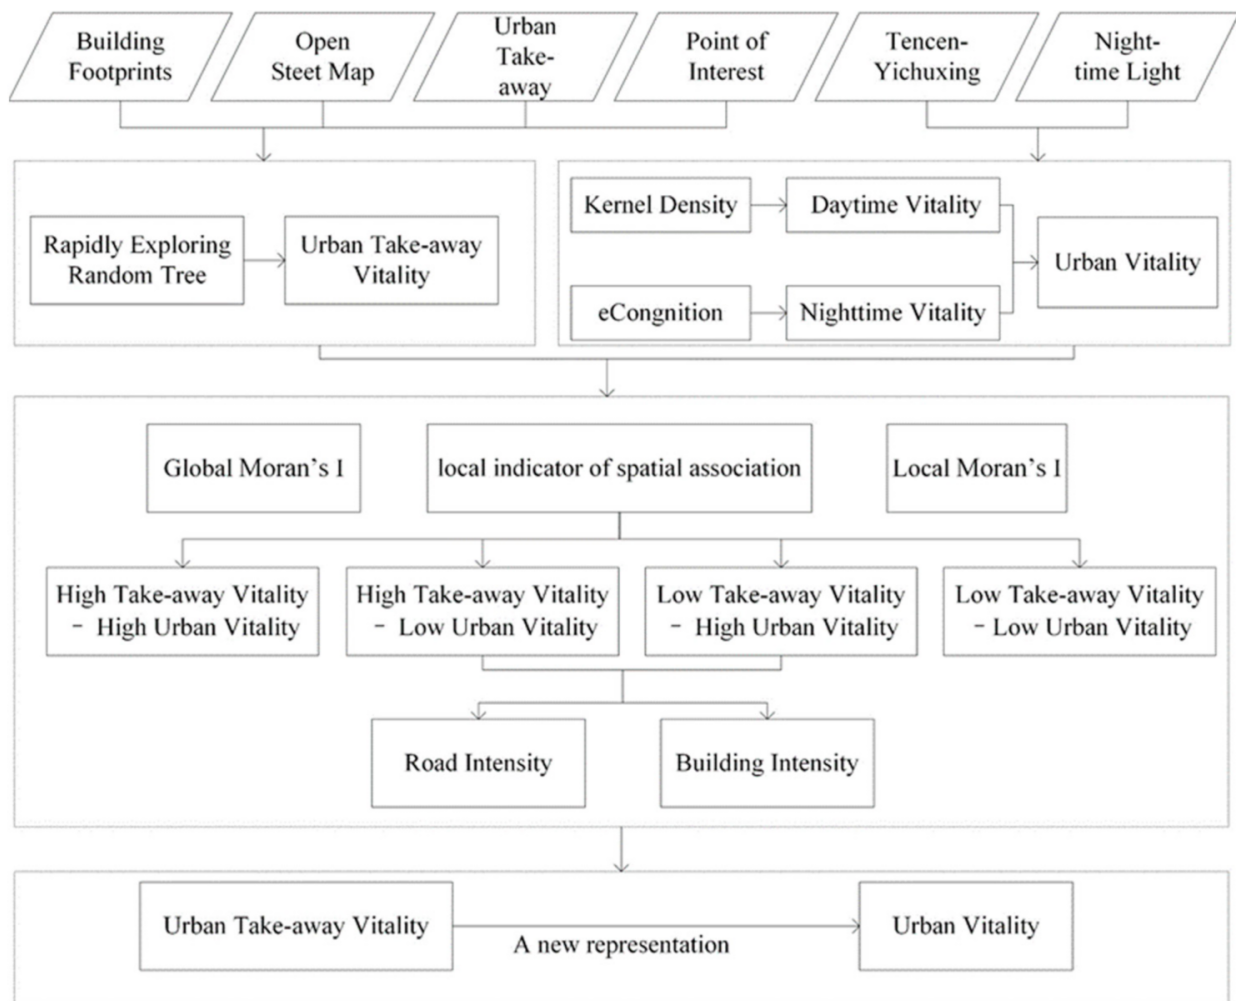 Building
Footprints
Open
Steet Map
Urban
Take-
away
Point of
Interest
Tencen-
Yichuxing
Night-
time Light
Kernel Density
Daytime Vitality
Rapidly Exploring
Random Tree
Urban Take-away
Vitality
Urban Vitality
eCongnition
Nighttime Vitality
Global Moran's I
local indicator of spatial association
Local Moran's I
High Take-away Vitality
- High Urban Vitality
High Take-away Vitality
- Low Urban Vitality
Low Take-away Vitality
- High Urban Vitality
Low Take-away Vitality
- Low Urban Vitality
Road Intensity
Building Intensity
Urban Take-away Vitality
A new representation
Urban Vitality